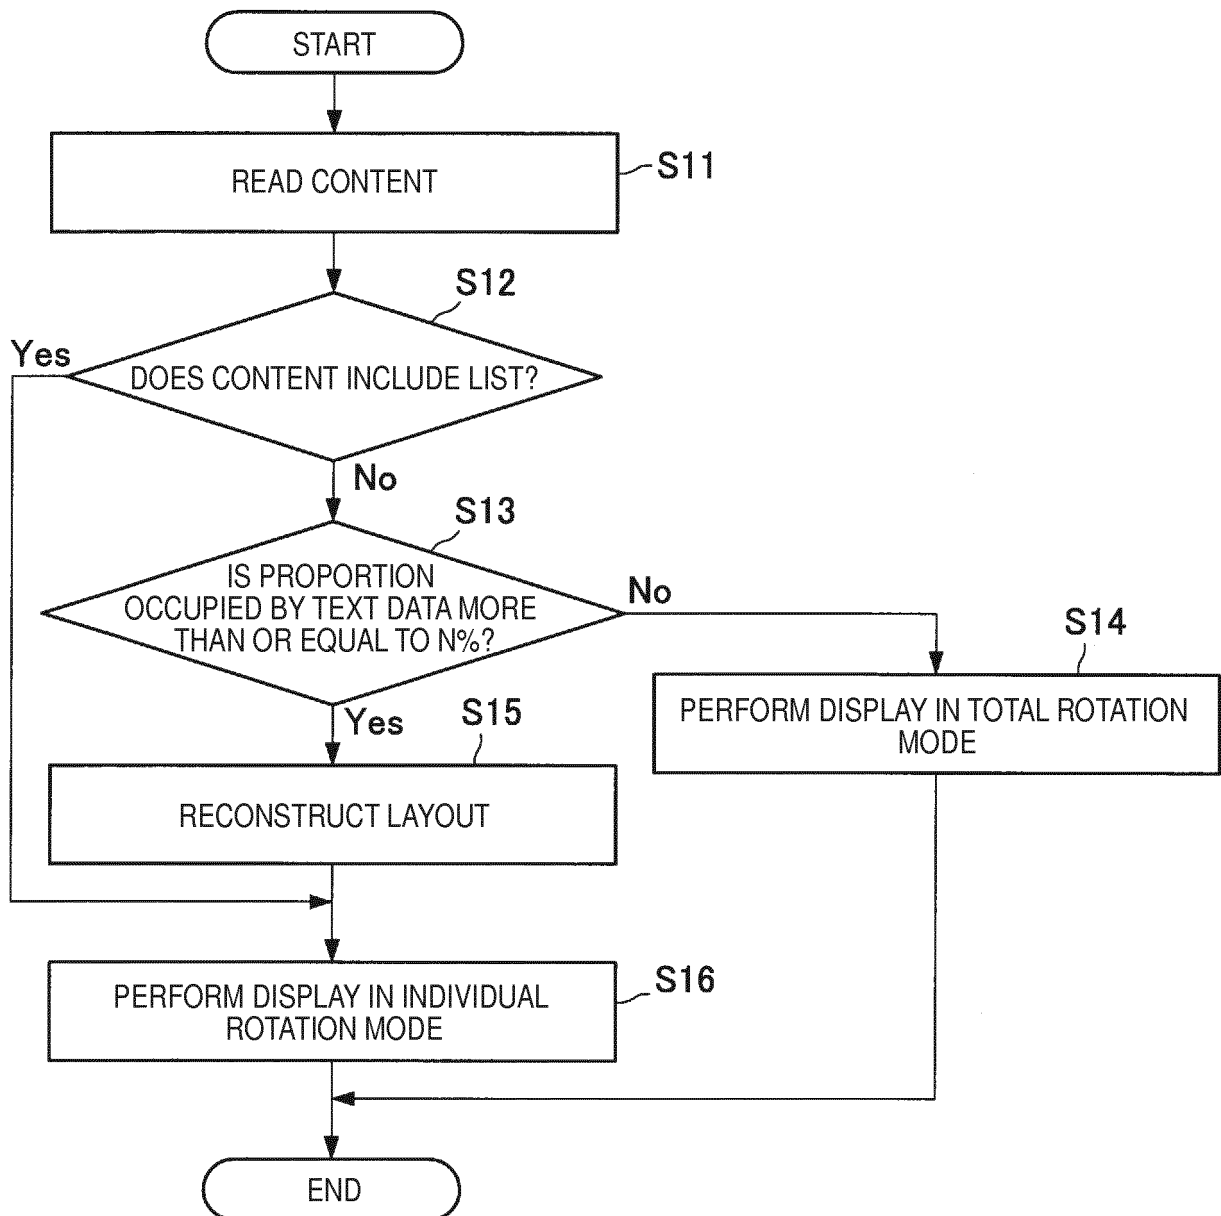 START
READ CONTENT
S11
S12
Yes
DOES CONTENT INCLUDE LIST?
No
S13
IS PROPORTION
OCCUPIED BY TEXT DATA MORE
THAN OR EQUAL TO N%?
No
S14
PERFORM DISPLAY IN TOTAL ROTATION
MODE
Yes
S15
RECONSTRUCT LAYOUT
PERFORM DISPLAY IN INDIVIDUAL
ROTATION MODE
S16
END